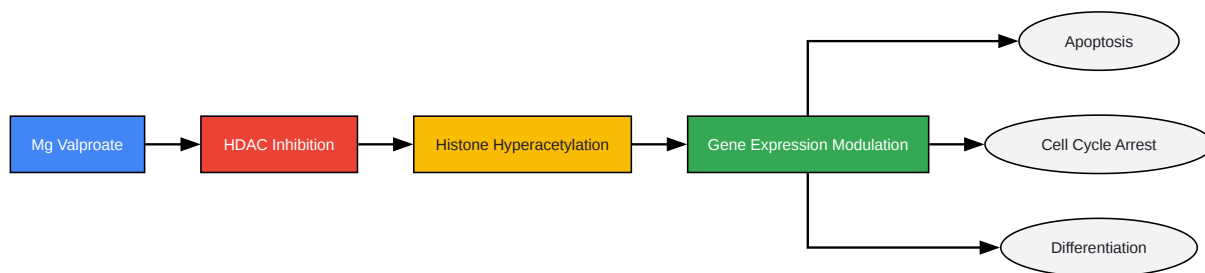 Mg Valproate
HDAC Inhibition
Histone Hyperacetylation
Gene Expression Modulation
Apoptosis
Cell Cycle Arrest
Differentiation